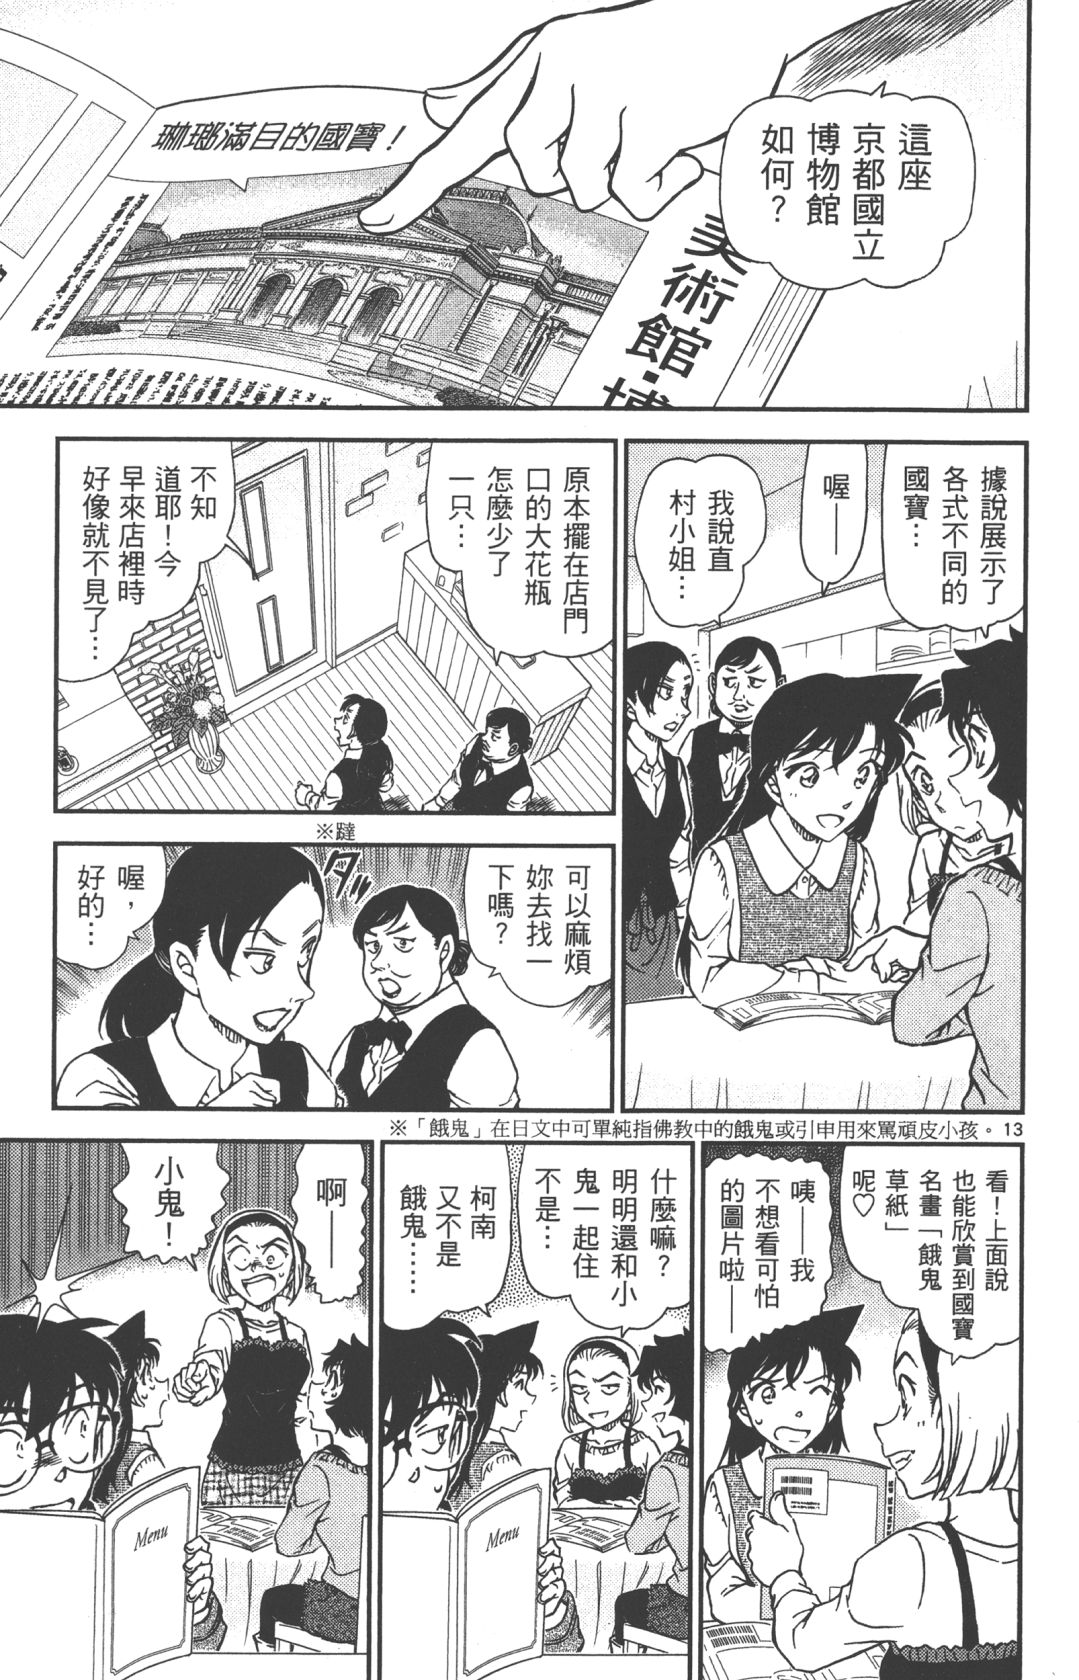 這座
京都國立
博物館
如何？
琳瑯滿目的國寶！
美術館·博
據說展示了
各式不同的
國寶…
喔—
我說直
村小姐…
原本擺在店門
口的大花瓶
怎麼少了
一只…
不知
道耶！今
早來店裡時
好像就不見了…
※躂
ダッ
可以麻煩
妳去找一
下嗎？
喔，
好的…
※「餓鬼」在日文中可單純指佛教中的餓鬼或引申用來罵頑皮小孩。
13
看！上面說
也能欣賞到國寶
名畫「餓鬼
草紙」
呢♡
咦—我
不想看可怕
的圖片啦
—
什麼嘛？
明明還和小
鬼一起住
不是…
柯南
又不是
餓鬼……
Menu
啊—
小鬼！
Menu